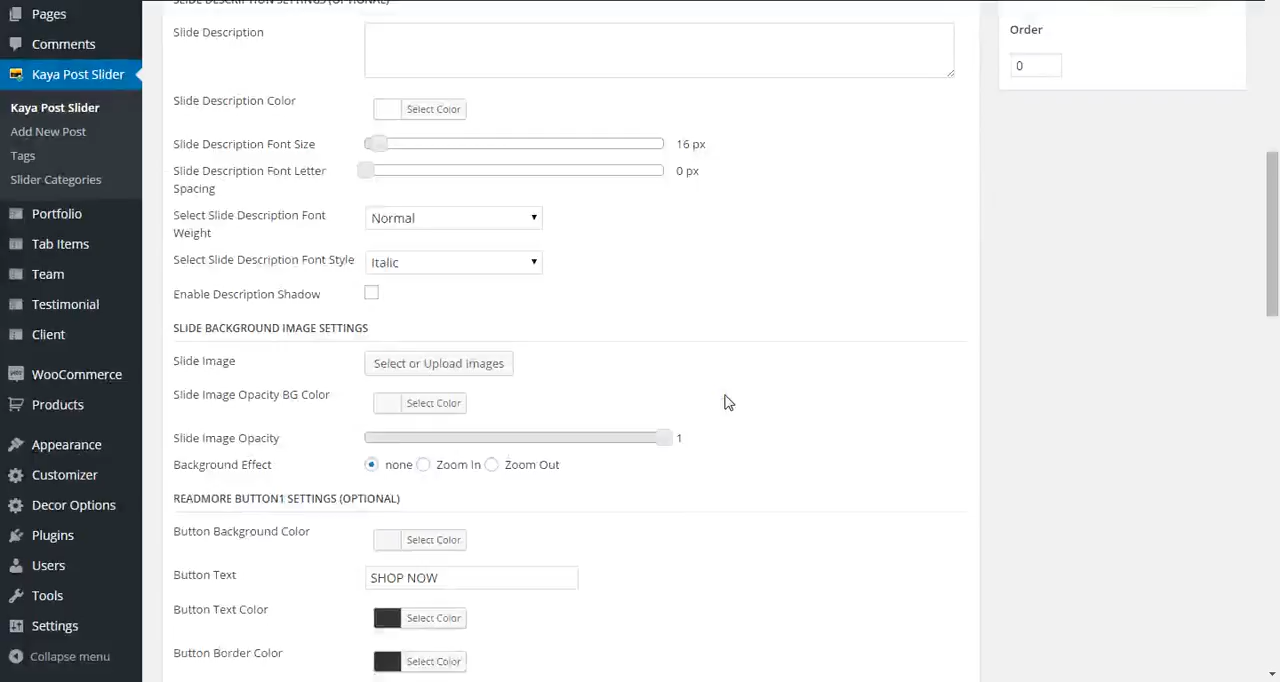 SLIDE DESCRIPTION SETTINGS (OPTIONAL)
Pages
Comments
Kaya Post Slider
Kaya Post Slider
Add New Post
Tags
Slider Categories
Portfolio
Tab Items
Team
Testimonial
Client
WooCommerce
Products
Appearance
Customizer
Decor Options
Plugins
Users
Tools
Settings
Collapse menu
Slide Description
Slide Description Color
Select Color
Slide Description Font Size
16 px
Slide Description Font Letter
Spacing
0 px
Select Slide Description Font
Weight
Normal
Select Slide Description Font Style
Italic
Enable Description Shadow
SLIDE BACKGROUND IMAGE SETTINGS
Slide Image
Select or Upload Images
Slide Image Opacity BG Color
Select Color
Slide Image Opacity
1
Background Effect
none
Zoom In
Zoom Out
READMORE BUTTON1 SETTINGS (OPTIONAL)
Button Background Color
Select Color
Button Text
SHOP NOW
Button Text Color
Select Color
Button Border Color
Select Color
Order
0